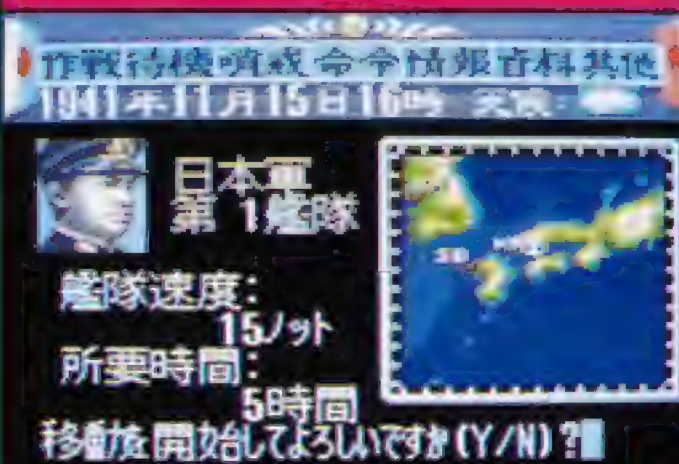 作戦待機哨戒命令情報資料其他
1941年11月15日16時 天候:
日本軍
第 1艦隊
艦隊速度:
15ノット
所要時間:
5時間
移動を開始してよろしいですか(Y/N)?